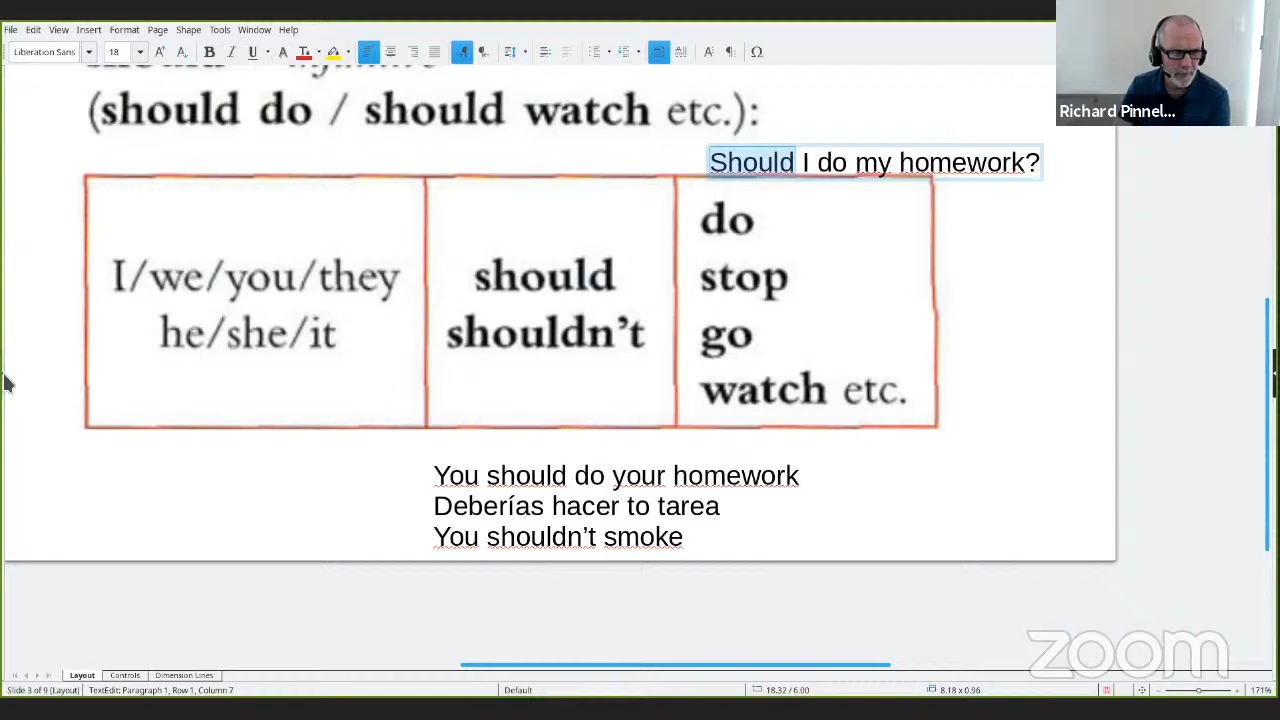 File Edit View Insert Format Page Shape Tools Window Help
Liberation Sans 18
(should do / should watch etc.):
Should I do my homework?
I/we/you/they
he/she/it
should
shouldn't
do
stop
go
watch etc.
You should do your homework
Deberías hacer to tarea
You shouldn't smoke
Richard Pinnel...
zoom
Layout Controls Dimension Lines
Slide 3 of 9 (Layout) TextEdit: Paragraph 1, Row 1, Column 7 Default 18.32 / 6.00 8.18 x 0.96 171%